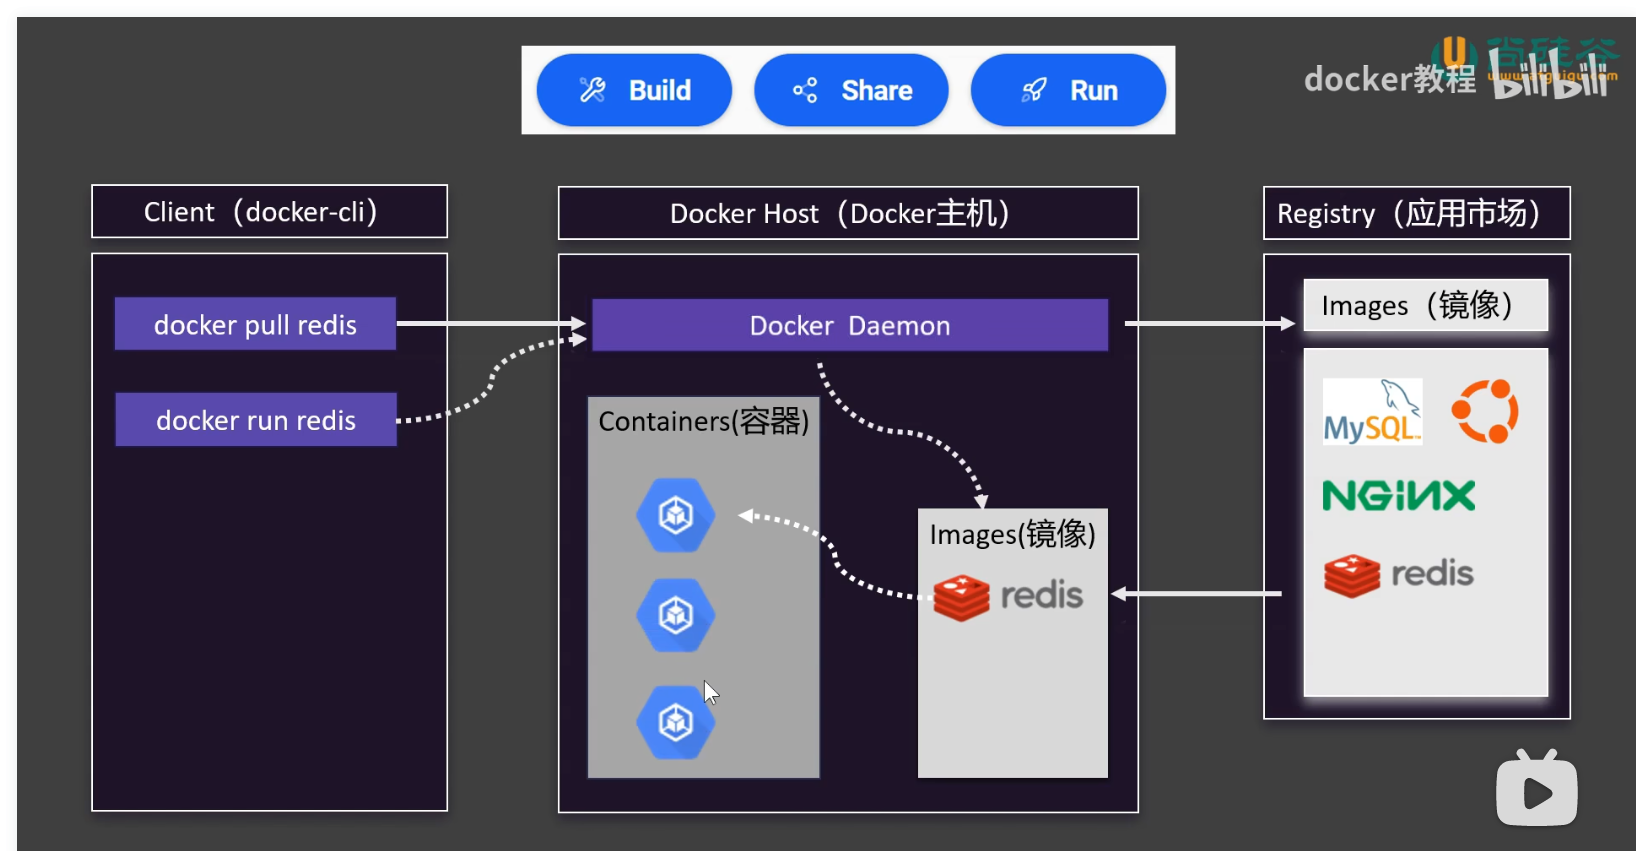 尚硅谷
docker教程
bilibili
www.atguigu.com
Build
Share
Run
Client（docker-cli）
Docker Host（Docker主机）
Registry（应用市场）
docker pull redis
docker run redis
Docker Daemon
Containers(容器)
Images(镜像)
redis
Images（镜像）
MySQL
NGiNX
redis